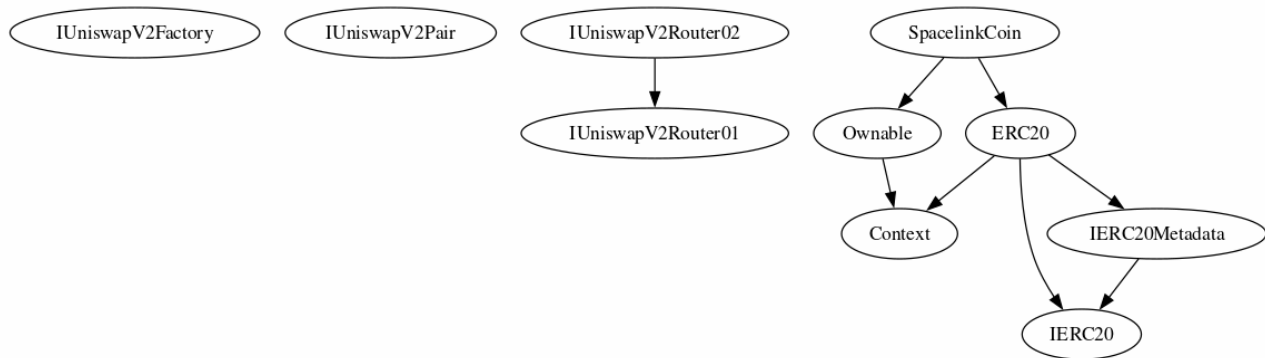 IUniswapV2Factory
IUniswapV2Pair
IUniswapV2Router02
SpacelinkCoin
IUniswapV2Router01
Ownable
ERC20
Context
IERC20Metadata
IERC20